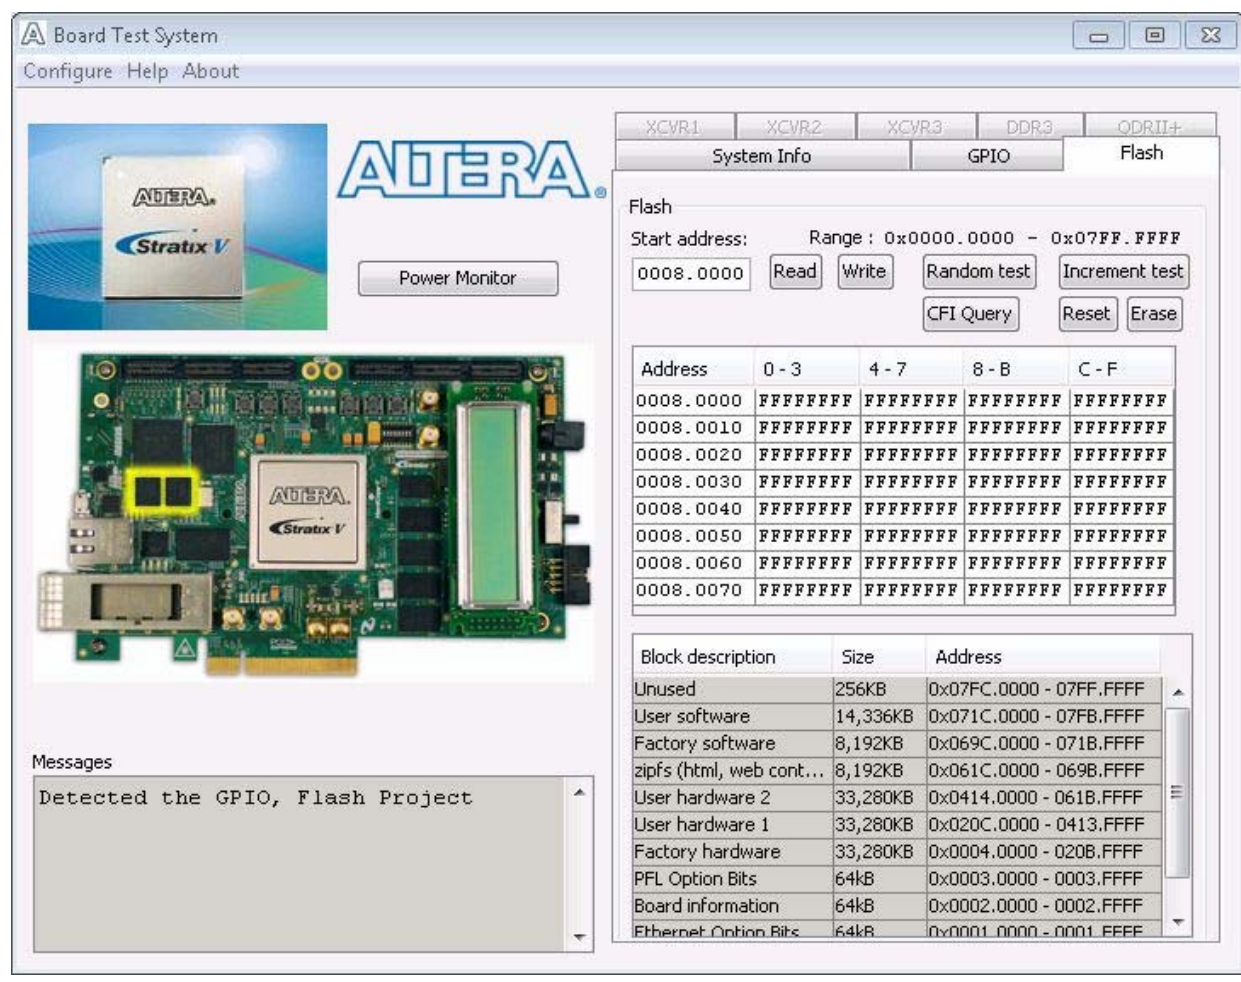 Board Test System
Configure Help About
ALTERA.
Stratix V
ALTERA®
Power Monitor
ALTERA.
Stratix V
Messages
Detected the GPIO, Flash Project
XCVR1 XCVR2 XCVR3 DDR3 QDRII+
System Info GPIO Flash
Flash
Start address: Range : 0x0000.0000 - 0x07FF.FFFF
0008.0000 Read Write Random test Increment test
CFI Query Reset Erase
Address 0 - 3 4 - 7 8 - B C - F
0008.0000 FFFFFFFF FFFFFFFF FFFFFFFF FFFFFFFF
0008.0010 FFFFFFFF FFFFFFFF FFFFFFFF FFFFFFFF
0008.0020 FFFFFFFF FFFFFFFF FFFFFFFF FFFFFFFF
0008.0030 FFFFFFFF FFFFFFFF FFFFFFFF FFFFFFFF
0008.0040 FFFFFFFF FFFFFFFF FFFFFFFF FFFFFFFF
0008.0050 FFFFFFFF FFFFFFFF FFFFFFFF FFFFFFFF
0008.0060 FFFFFFFF FFFFFFFF FFFFFFFF FFFFFFFF
0008.0070 FFFFFFFF FFFFFFFF FFFFFFFF FFFFFFFF
Block description Size Address
Unused 256KB 0x07FC.0000 - 07FF.FFFF
User software 14,336KB 0x071C.0000 - 07FB.FFFF
Factory software 8,192KB 0x069C.0000 - 071B.FFFF
zipfs (html, web cont... 8,192KB 0x061C.0000 - 069B.FFFF
User hardware 2 33,280KB 0x0414.0000 - 061B.FFFF
User hardware 1 33,280KB 0x020C.0000 - 0413.FFFF
Factory hardware 33,280KB 0x0004.0000 - 020B.FFFF
PFL Option Bits 64kB 0x0003.0000 - 0003.FFFF
Board information 64kB 0x0002.0000 - 0002.FFFF
Ethernet Option Bits 64kB 0x0001.0000 - 0001.FFFF